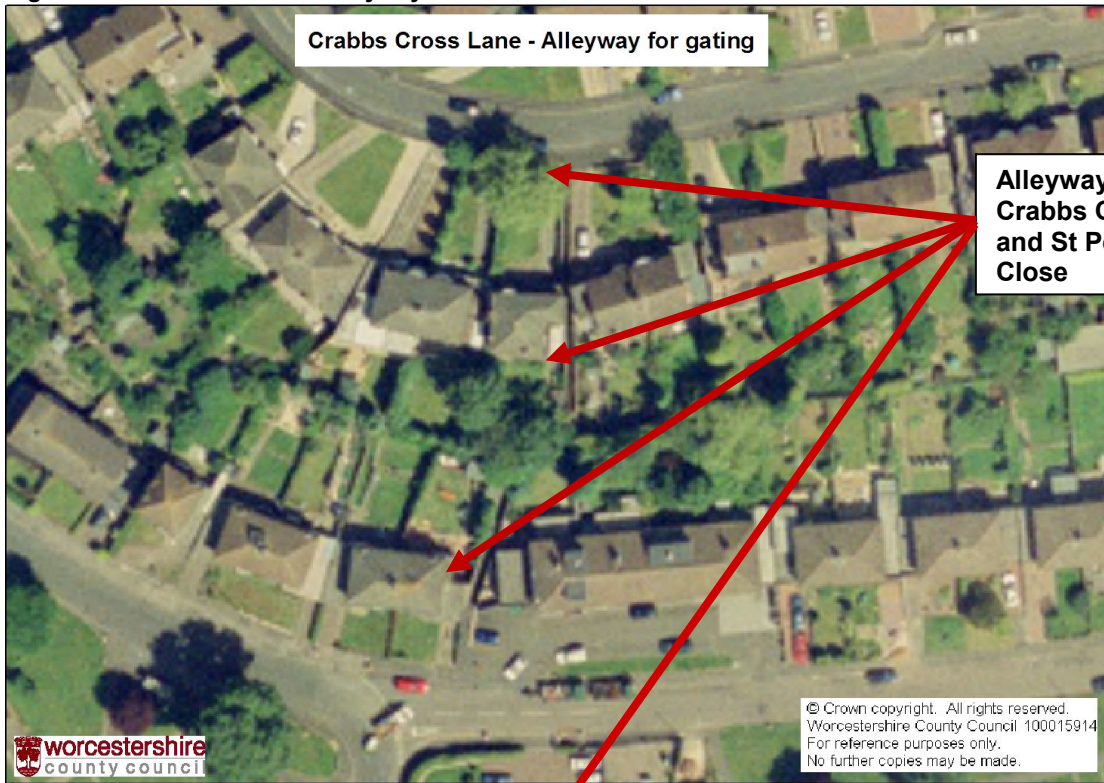 Crabbs Cross Lane - Alleyway for gating
Alleyway
Crabbs
and St
Close
© Crown copyright. All rights reserved.
Worcestershire County Council 100015914
For reference purposes only.
No further copies may be made.
worcestershire
county council